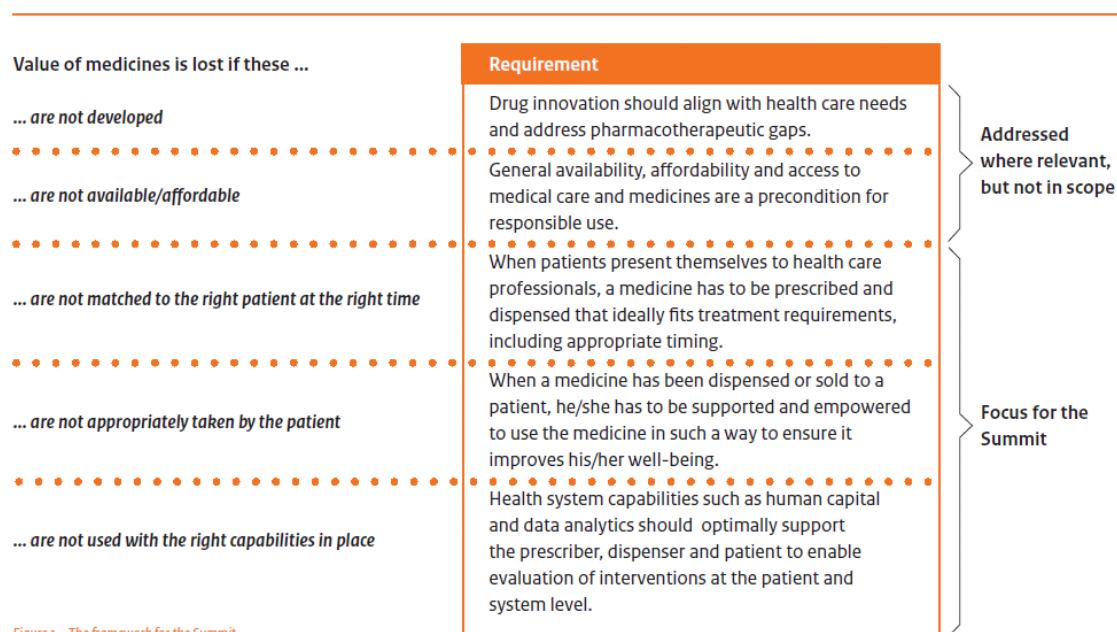 Value of medicines is lost if these ...
Requirement
... are not developed
Drug innovation should align with health care needs
and address pharmacotherapeutic gaps.
... are not available/affordable
General availability, affordability and access to
medical care and medicines are a precondition for
responsible use.
Addressed
where relevant,
but not in scope
... are not matched to the right patient at the right time
When patients present themselves to health care
professionals, a medicine has to be prescribed and
dispensed that ideally fits treatment requirements,
including appropriate timing.
... are not appropriately taken by the patient
When a medicine has been dispensed or sold to a
patient, he/she has to be supported and empowered
to use the medicine in such a way to ensure it
improves his/her well-being.
... are not used with the right capabilities in place
Health system capabilities such as human capital
and data analytics should optimally support
the prescriber, dispenser and patient to enable
evaluation of interventions at the patient and
system level.
Focus for the
Summit
The framework for the Summit